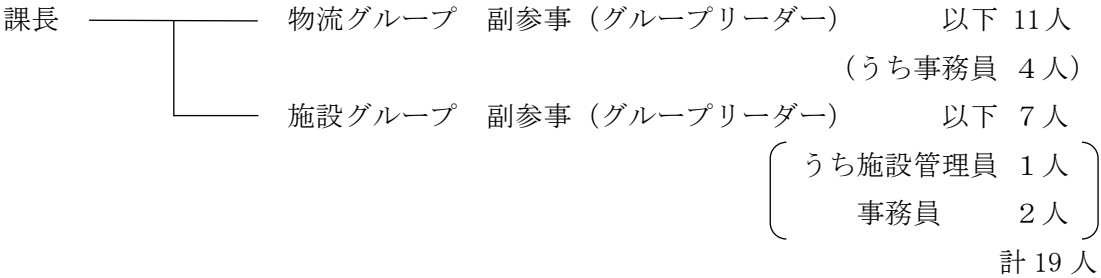 課長 物流グループ 副参事（グループリーダー） 以下 11人
（うち事務員 4人）
施設グループ 副参事（グループリーダー） 以下 7人
うち施設管理員 1人
事務員 2人
計 19 人